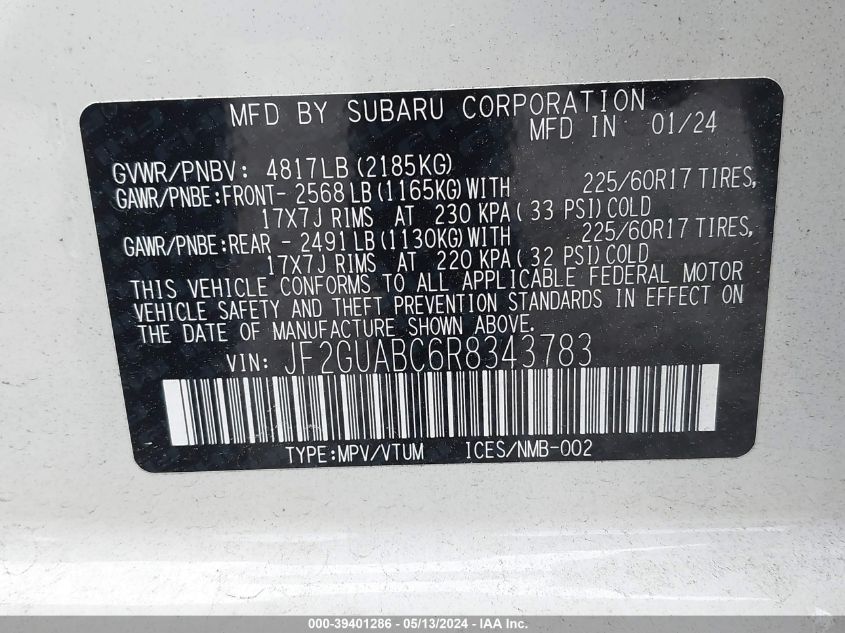 MFD BY SUBARU CORPORATION
MFD IN 01/24
GVWR/PNBV: 4817LB (2185KG)
GAWR/PNBE:FRONT- 2568 LB (1165KG) WITH 225/60R17 TIRES,
17X7J RIMS AT 230 KPA ( 33 PSI) COLD
GAWR/PNBE:REAR - 2491 LB (1130KG) WITH 225/60R17 TIRES,
17X7J RIMS AT 220 KPA ( 32 PSI) COLD
THIS VEHICLE CONFORMS TO ALL APPLICABLE FEDERAL MOTOR
VEHICLE SAFETY AND THEFT PREVENTION STANDARDS IN EFFECT ON
THE DATE OF MANUFACTURE SHOWN ABOVE.
VIN: JF2GUABC6R8343783
TYPE:MPV/VTUM ICES/NMB-002
000-39401286 - 05/13/2024 - IAA Inc.